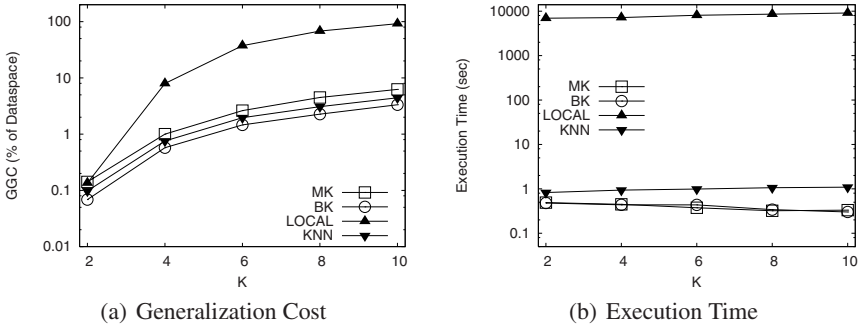 GGC (% of Dataspace)
100
10
1
0.1
0.01
2
4
6
8
10
K
MK
BK
LOCAL
KNN
(a) Generalization Cost
Execution Time (sec)
10000
1000
100
10
1
0.1
2
4
6
8
10
K
MK
BK
LOCAL
KNN
(b) Execution Time